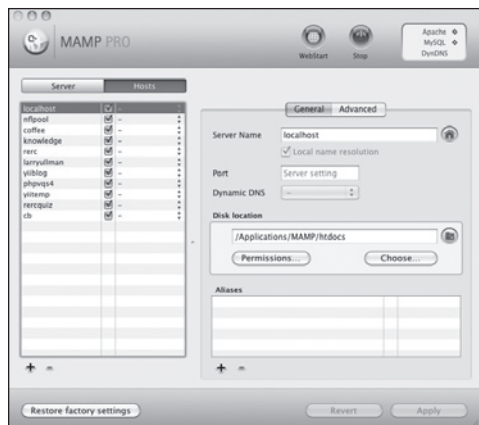 MAMP PRO
WebStart
Stop
Apache
MySQL
DynDNS
Server
Hosts
localhost
nflpool
coffee
knowledge
rerc
larryullman
yiiblog
phpvqs4
yiitemp
rercquiz
cb
General
Advanced
Server Name
localhost
Local name resolution
Port
Server setting
Dynamic DNS
Disk location
/Applications/MAMP/htdocs
Permissions...
Choose...
Aliases
Restore factory settings
Revert
Apply